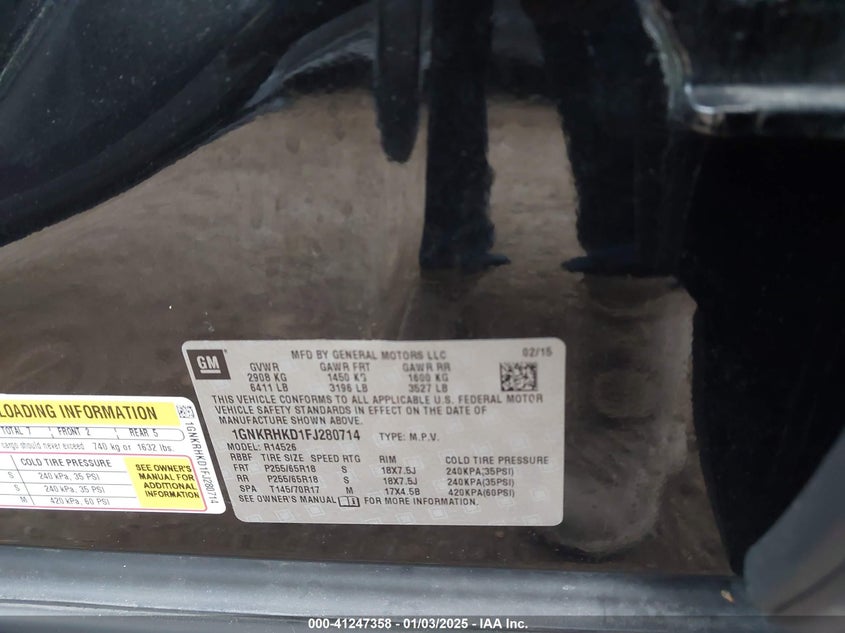 GM
MFD BY GENERAL MOTORS LLC 02/15
GVWR GAWR FRT GAWR RR
2908 KG 1450 KG 1600 KG
6411 LB 3196 LB 3527 LB
THIS VEHICLE CONFORMS TO ALL APPLICABLE U.S. FEDERAL MOTOR
VEHICLE SAFETY STANDARDS IN EFFECT ON THE DATE OF
MANUFACTURE SHOWN ABOVE.
1GNKRHKD1FJ280714 TYPE: M.P.V.
MODEL: R14526
RBBF TIRE SIZE SPEED RTG RIM COLD TIRE PRESSURE
FRT P255/65R18 S 18X7.5J 240KPA(35PSI)
RR P255/65R18 S 18X7.5J 240KPA(35PSI)
SPA T145/70R17 M 17X4.5B 420KPA(60PSI)
SEE OWNER'S MANUAL FOR MORE INFORMATION.
LOADING INFORMATION
TOTAL 7 FRONT 2 REAR 5
cargo should never exceed 740 kg or 1632 lbs.
COLD TIRE PRESSURE
S 240 kPa, 35 PSI
S 240 kPa, 35 PSI
M 420 kPa, 60 PSI
SEE OWNER'S
MANUAL FOR
ADDITIONAL
INFORMATION
1GNKRHKD1FJ280714
000-41247358 - 01/03/2025 - IAA Inc.